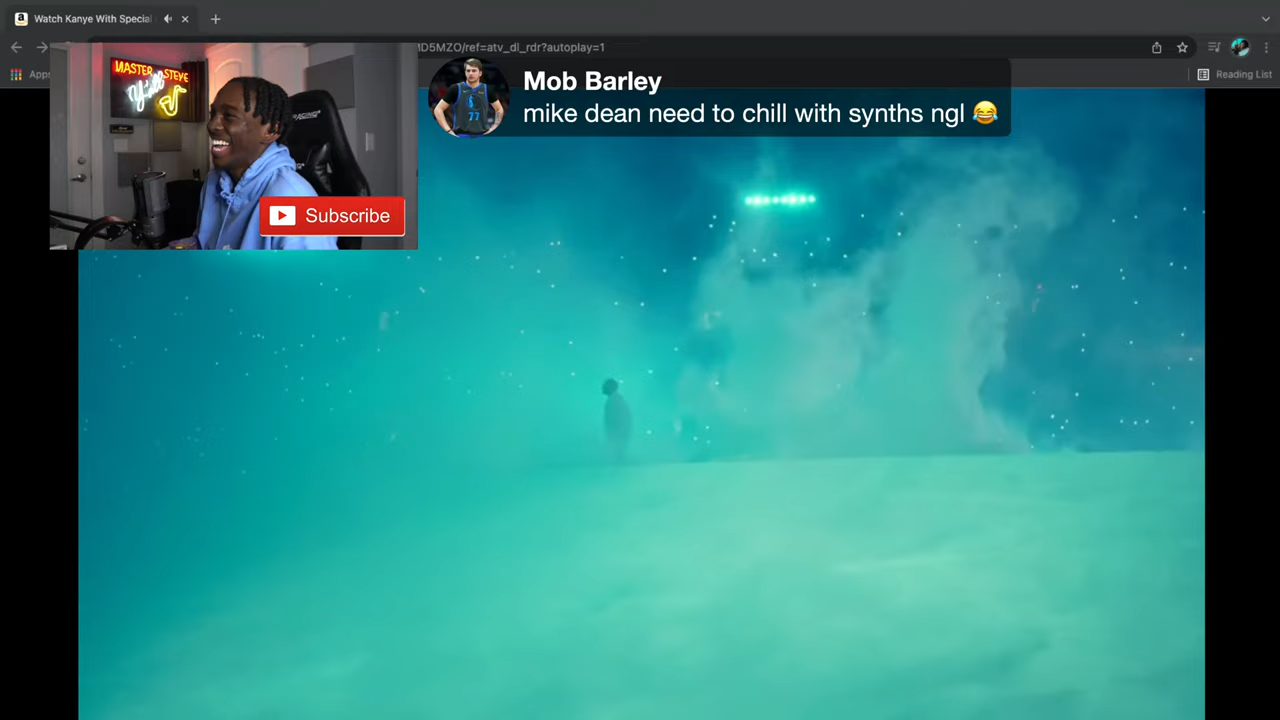 Watch Kanye With Special
MD5MZO/ref=atv_dl_rdr?autoplay=1
Apps
Reading List
MASTER STEVE
Y'all
Mob Barley
77
mike dean need to chill with synths ngl 😂
Subscribe